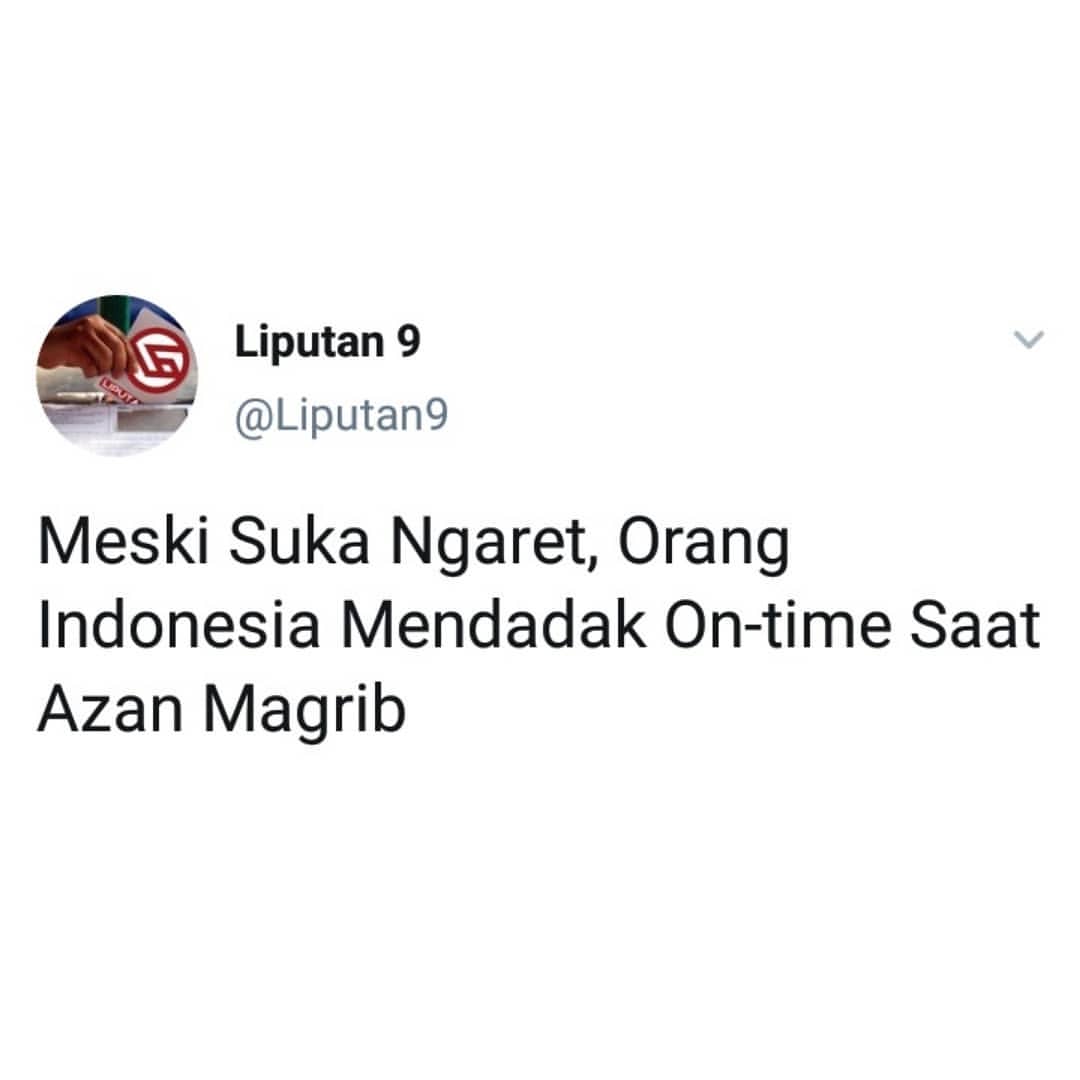 Liputan 9
@Liputan9
Meski Suka Ngaret, Orang
Indonesia Mendadak On-time Saat
Azan Magrib